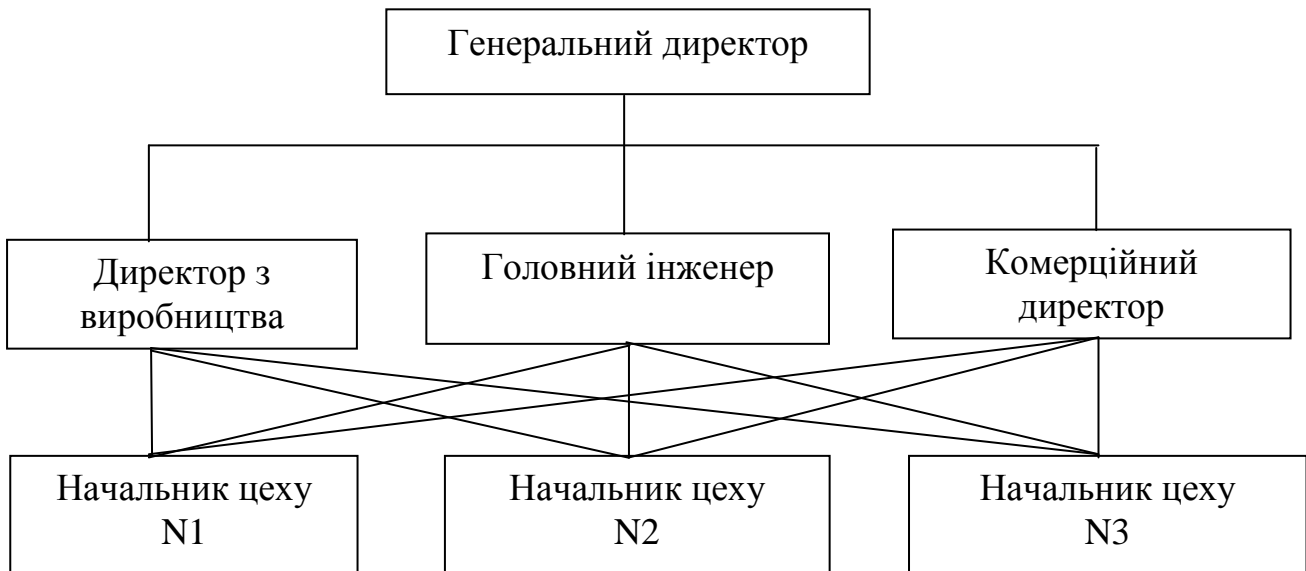 Генеральний директор
Директор з
виробництва
Головний інженер
Комерційний
директор
Начальник цеху
N1
Начальник цеху
N2
Начальник цеху
N3